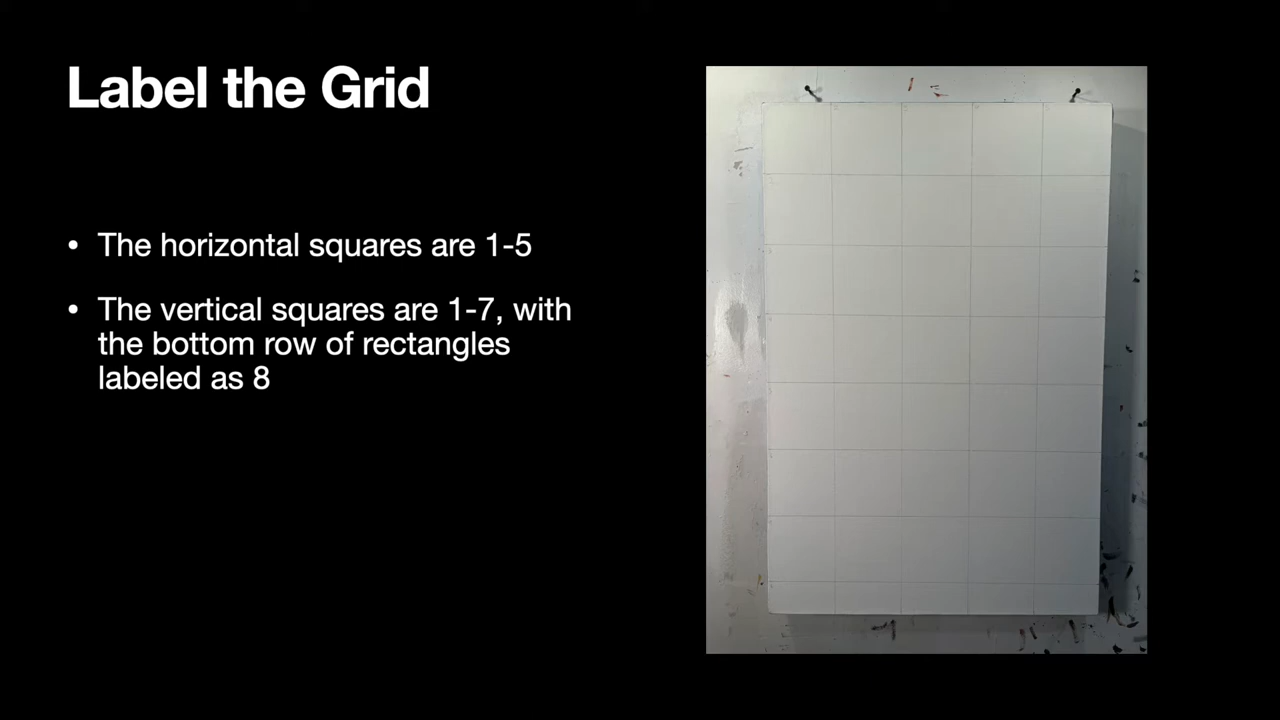 Label the Grid
• The horizontal squares are 1-5
• The vertical squares are 1-7, with
the bottom row of rectangles
labeled as 8